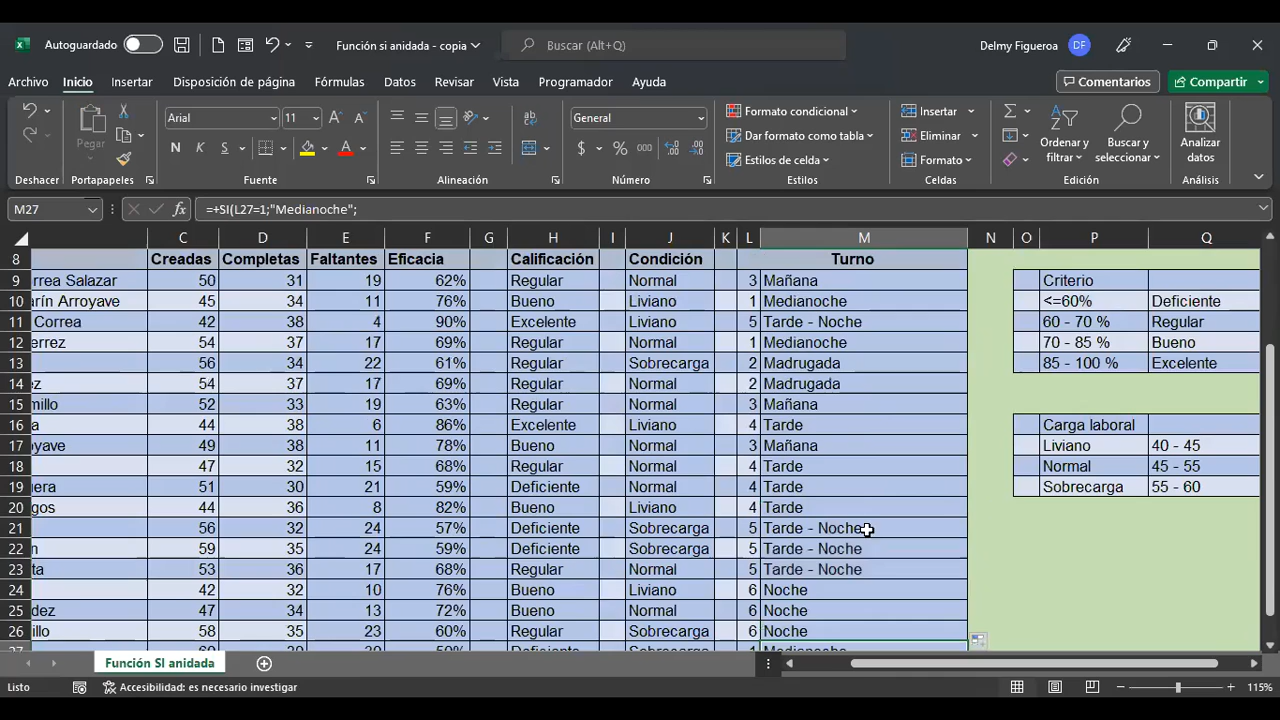 Autoguardado
Función si anidada - copia
Buscar (Alt+Q)
Delmy Figueroa
DF
Archivo Inicio Insertar Disposición de página Fórmulas Datos Revisar Vista Programador Ayuda
Comentarios
Compartir
Pegar
Arial 11
N K S
General
$ % 000
Formato condicional
Dar formato como tabla
Estilos de celda
Insertar
Eliminar
Formato
Ordenar y filtrar
Buscar y seleccionar
Analizar datos
Deshacer Portapapeles Fuente Alineación Número Estilos Celdas Edición Análisis
M27
fx
=+SI(L27=1;"Medianoche";
C D E F G H I J K L M N O P Q
8 Creadas Completas Faltantes Eficacia Calificación Condición Turno
9 rrea Salazar 50 31 19 62% Regular Normal 3 Mañana Criterio
10 arín Arroyave 45 34 11 76% Bueno Liviano 1 Medianoche <=60% Deficiente
11 Correa 42 38 4 90% Excelente Liviano 5 Tarde - Noche 60 - 70 % Regular
12 errez 54 37 17 69% Regular Normal 1 Medianoche 70 - 85 % Bueno
13 56 34 22 61% Regular Sobrecarga 2 Madrugada 85 - 100 % Excelente
14 ez 54 37 17 69% Regular Normal 2 Madrugada
15 millo 52 33 19 63% Regular Normal 3 Mañana
16 a 44 38 6 86% Excelente Liviano 4 Tarde Carga laboral
17 oyave 49 38 11 78% Bueno Normal 3 Mañana Liviano 40 - 45
18 47 32 15 68% Regular Normal 4 Tarde Normal 45 - 55
19 uera 51 30 21 59% Deficiente Normal 4 Tarde Sobrecarga 55 - 60
20 gos 44 36 8 82% Bueno Liviano 4 Tarde
21 56 32 24 57% Deficiente Sobrecarga 5 Tarde - Noche
22 n 59 35 24 59% Deficiente Sobrecarga 5 Tarde - Noche
23 ta 53 36 17 68% Regular Normal 5 Tarde - Noche
24 42 32 10 76% Bueno Liviano 6 Noche
25 dez 47 34 13 72% Bueno Normal 6 Noche
26 illo 58 35 23 60% Regular Sobrecarga 6 Noche
Función SI anidada
Listo
Accesibilidad: es necesario investigar
115%